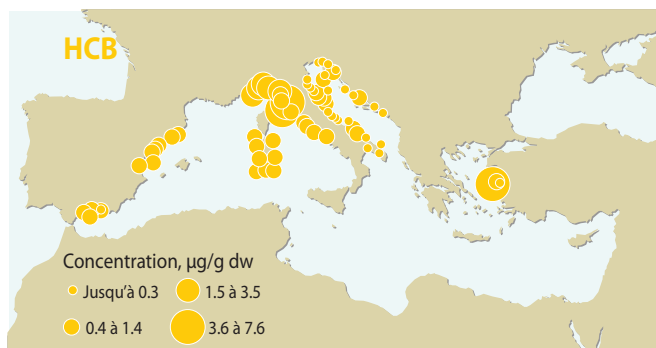 HCB
Concentration, µg/g dw
Jusqu'à 0.3
1.5 à 3.5
0.4 à 1.4
3.6 à 7.6